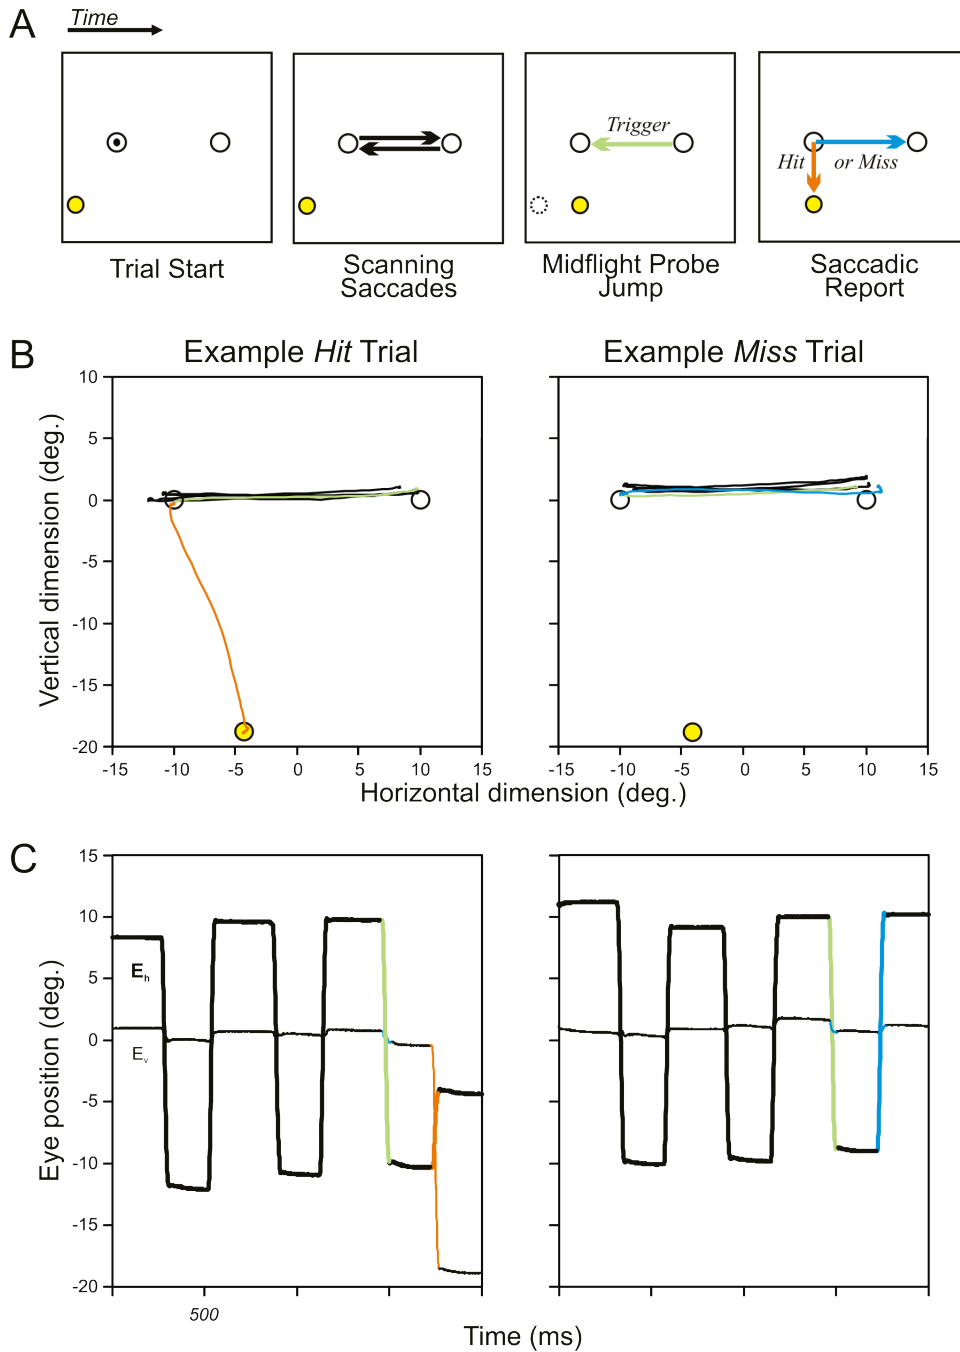 A
Time
Trigger
Hit
or Miss
Trial Start
Scanning
Saccades
Midflight Probe
Jump
Saccadic
Report
B
Example Hit Trial
Example Miss Trial
Vertical dimension (deg.)
10
5
0
-5
-10
-15
-20
-15 -10 -5 0 5 10 15
-15 -10 -5 0 5 10 15
Horizontal dimension (deg.)
C
Eye position (deg.)
15
10
5
0
-5
-10
-15
-20
Eh
Ev
500
Time (ms)